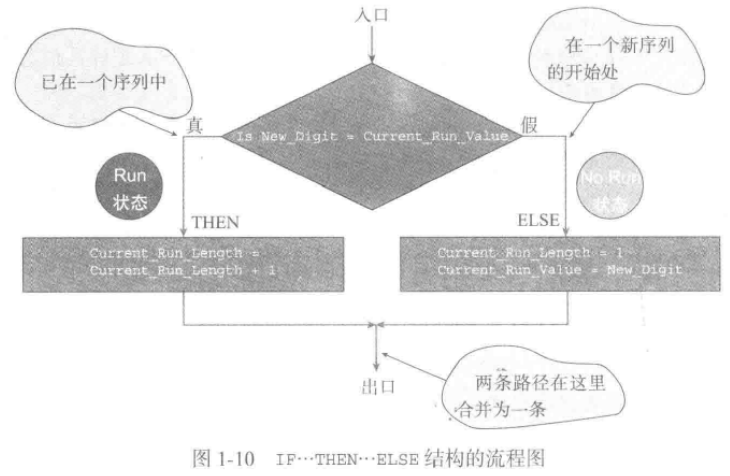 入口
已在一个序列中
在一个新序列
的开始处
真
Is New_Digit = Current_Run_Value
假
Run
状态
No Run
状态
THEN
ELSE
Current_Run_Length =
Current_Run_Length + 1
Current_Run_Length = 1
Current_Run_Value = New_Digit
出口
两条路径在这里
合并为一条
图 1-10 IF…THEN…ELSE 结构的流程图